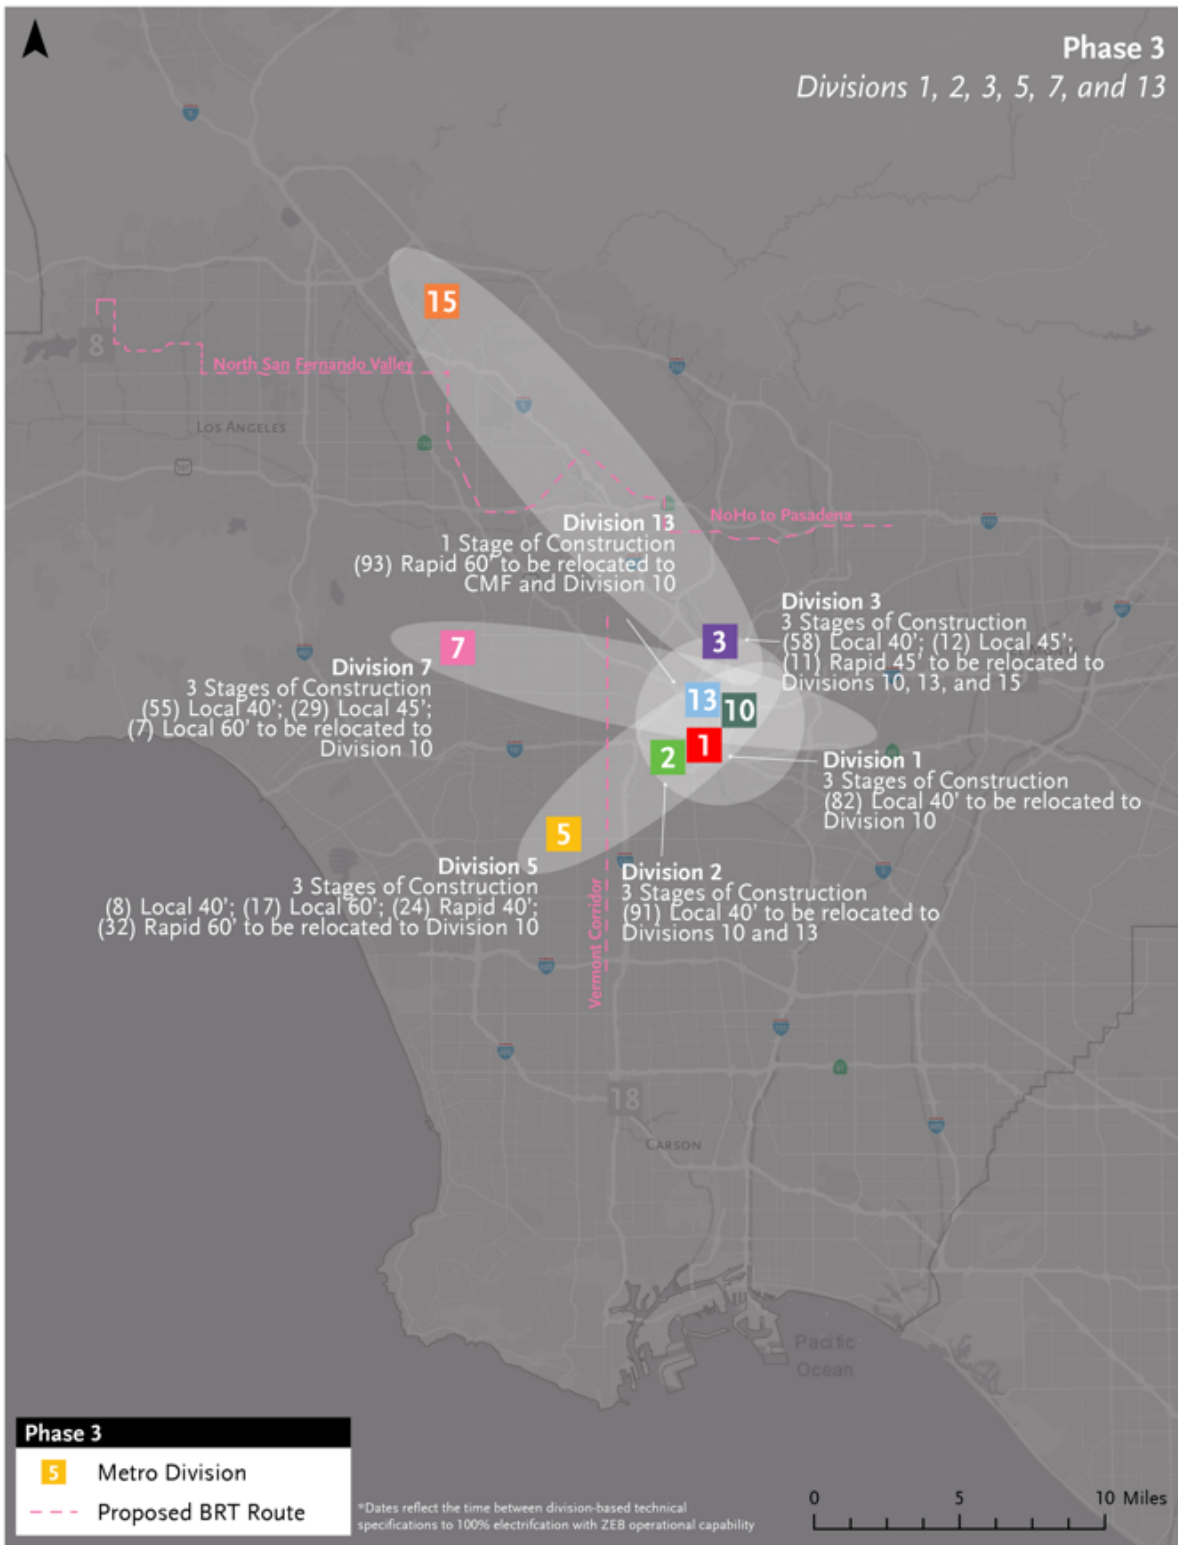 Phase 3
Divisions 1, 2, 3, 5, 7, and 13
15
8
North San Fernando Valley
Los Angeles
NoHo to Pasadena
Division 13
1 Stage of Construction
(93) Rapid 60' to be relocated to
CMF and Division 10
Division 3
3 Stages of Construction
(58) Local 40'; (12) Local 45';
(11) Rapid 45' to be relocated to
Divisions 10, 13, and 15
3
7
Division 7
3 Stages of Construction
(55) Local 40'; (29) Local 45';
(7) Local 60' to be relocated to
Division 10
13
10
1
2
Division 1
3 Stages of Construction
(82) Local 40' to be relocated to
Division 10
5
Division 5
3 Stages of Construction
(8) Local 40'; (17) Local 60'; (24) Rapid 40';
(32) Rapid 60' to be relocated to Division 10
Division 2
3 Stages of Construction
(91) Local 40' to be relocated to
Divisions 10 and 13
Vermont Corridor
18
Carson
Pacific
Ocean
Phase 3
5 Metro Division
Proposed BRT Route
*Dates reflect the time between division-based technical
specifications to 100% electrifcation with ZEB operational capability
0 5 10 Miles